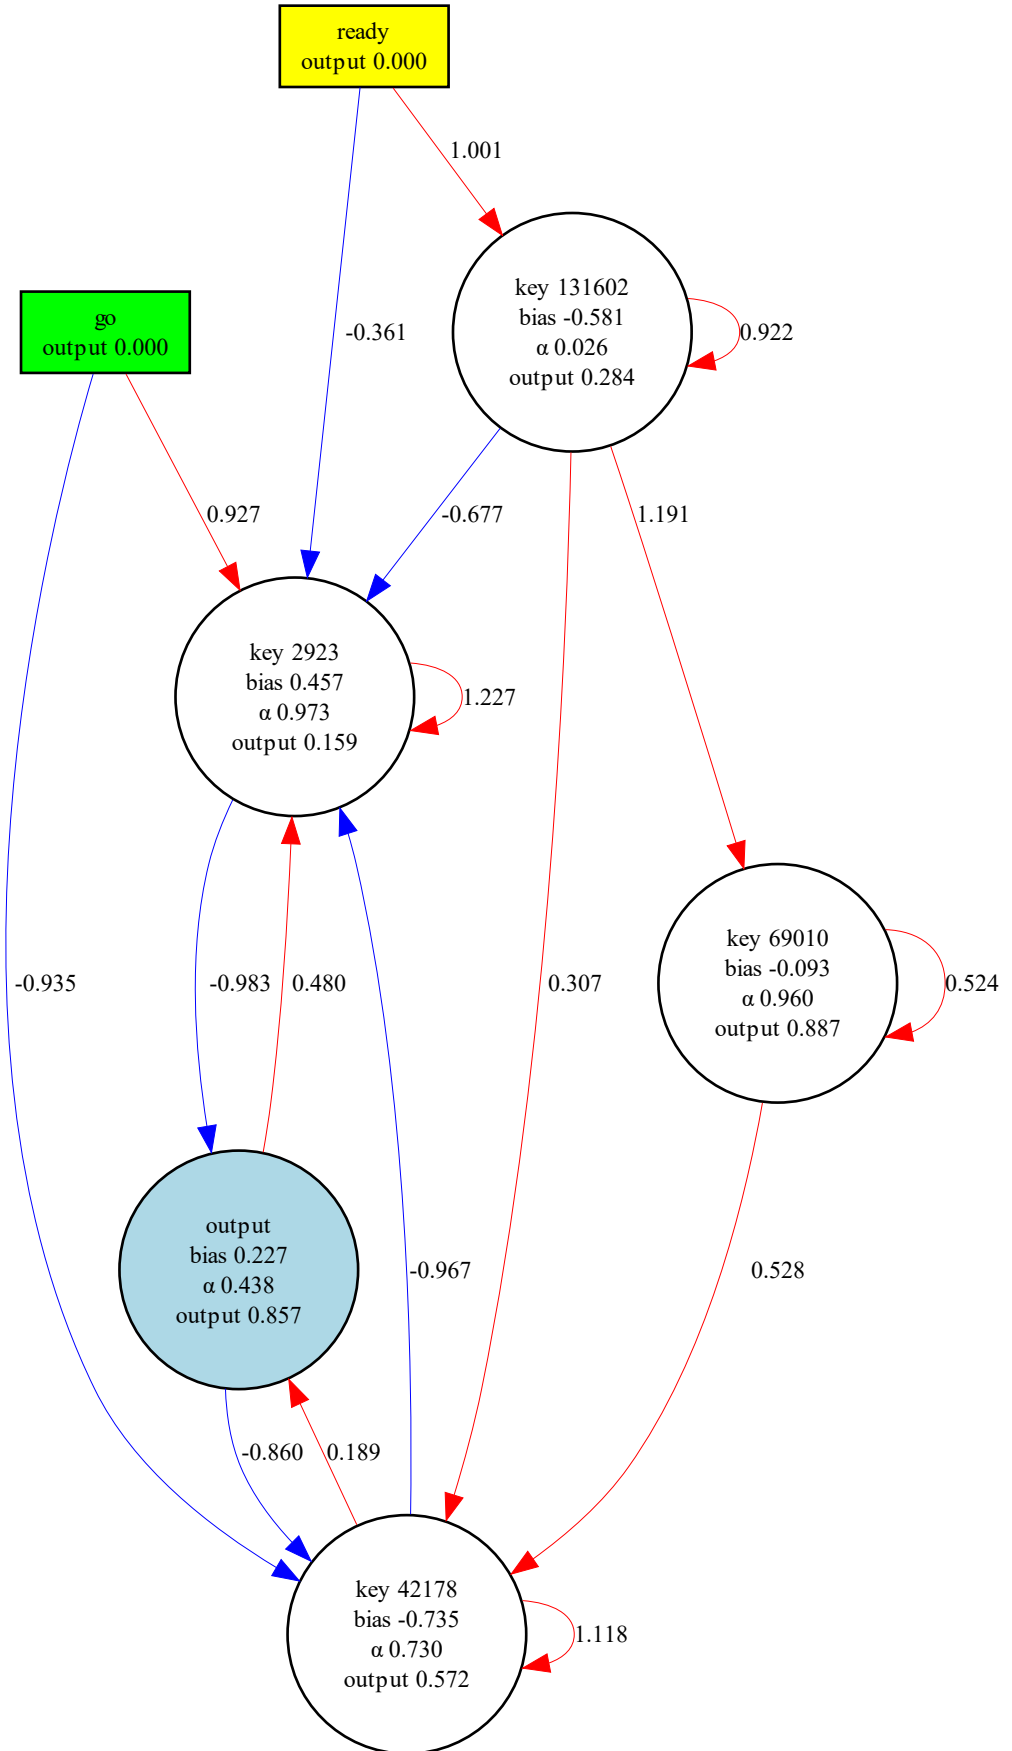 ready
output 0.000
1.001
key 131602
bias -0.581
α 0.026
output 0.284
0.922
go
output 0.000
-0.361
0.927
-0.677
1.191
key 2923
bias 0.457
α 0.973
output 0.159
1.227
key 69010
bias -0.093
α 0.960
output 0.887
0.524
-0.935
-0.983
0.480
0.307
output
bias 0.227
α 0.438
output 0.857
-0.967
0.528
-0.860
0.189
key 42178
bias -0.735
α 0.730
output 0.572
1.118